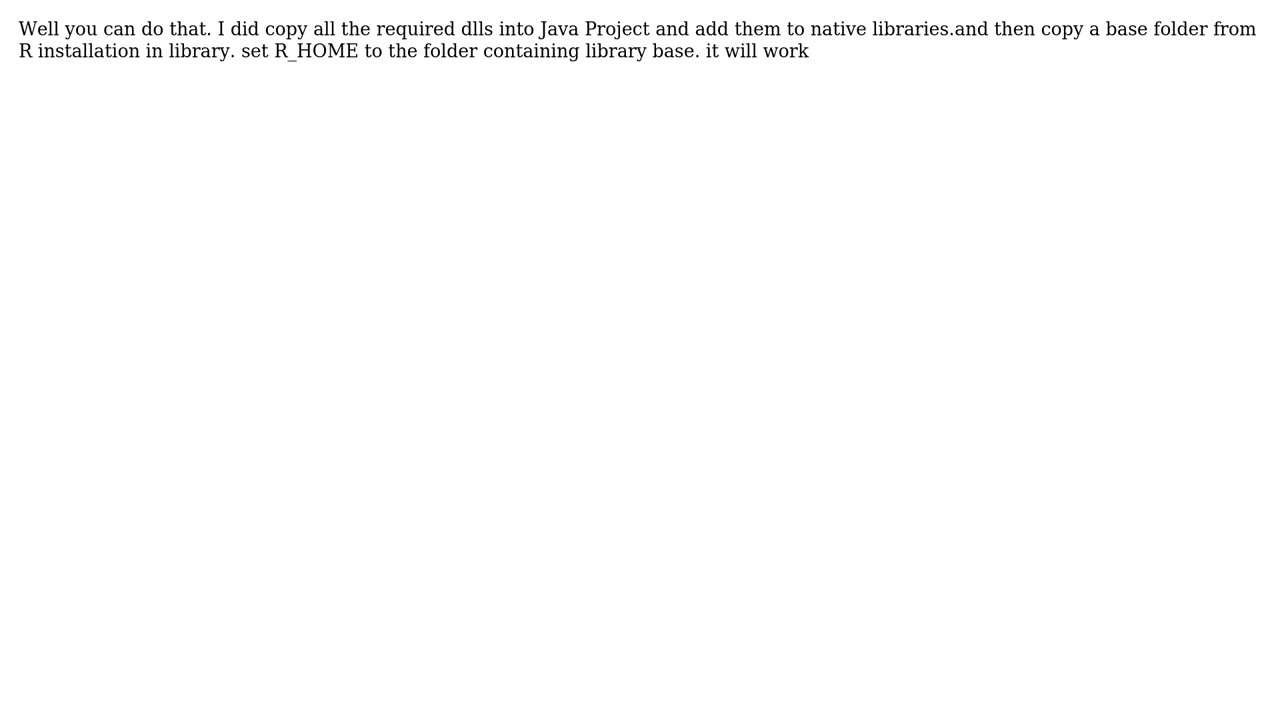 Well you can do that. I did copy all the required dlls into Java Project and add them to native libraries.and then copy a base folder from
R installation in library. set R_HOME to the folder containing library base. it will work